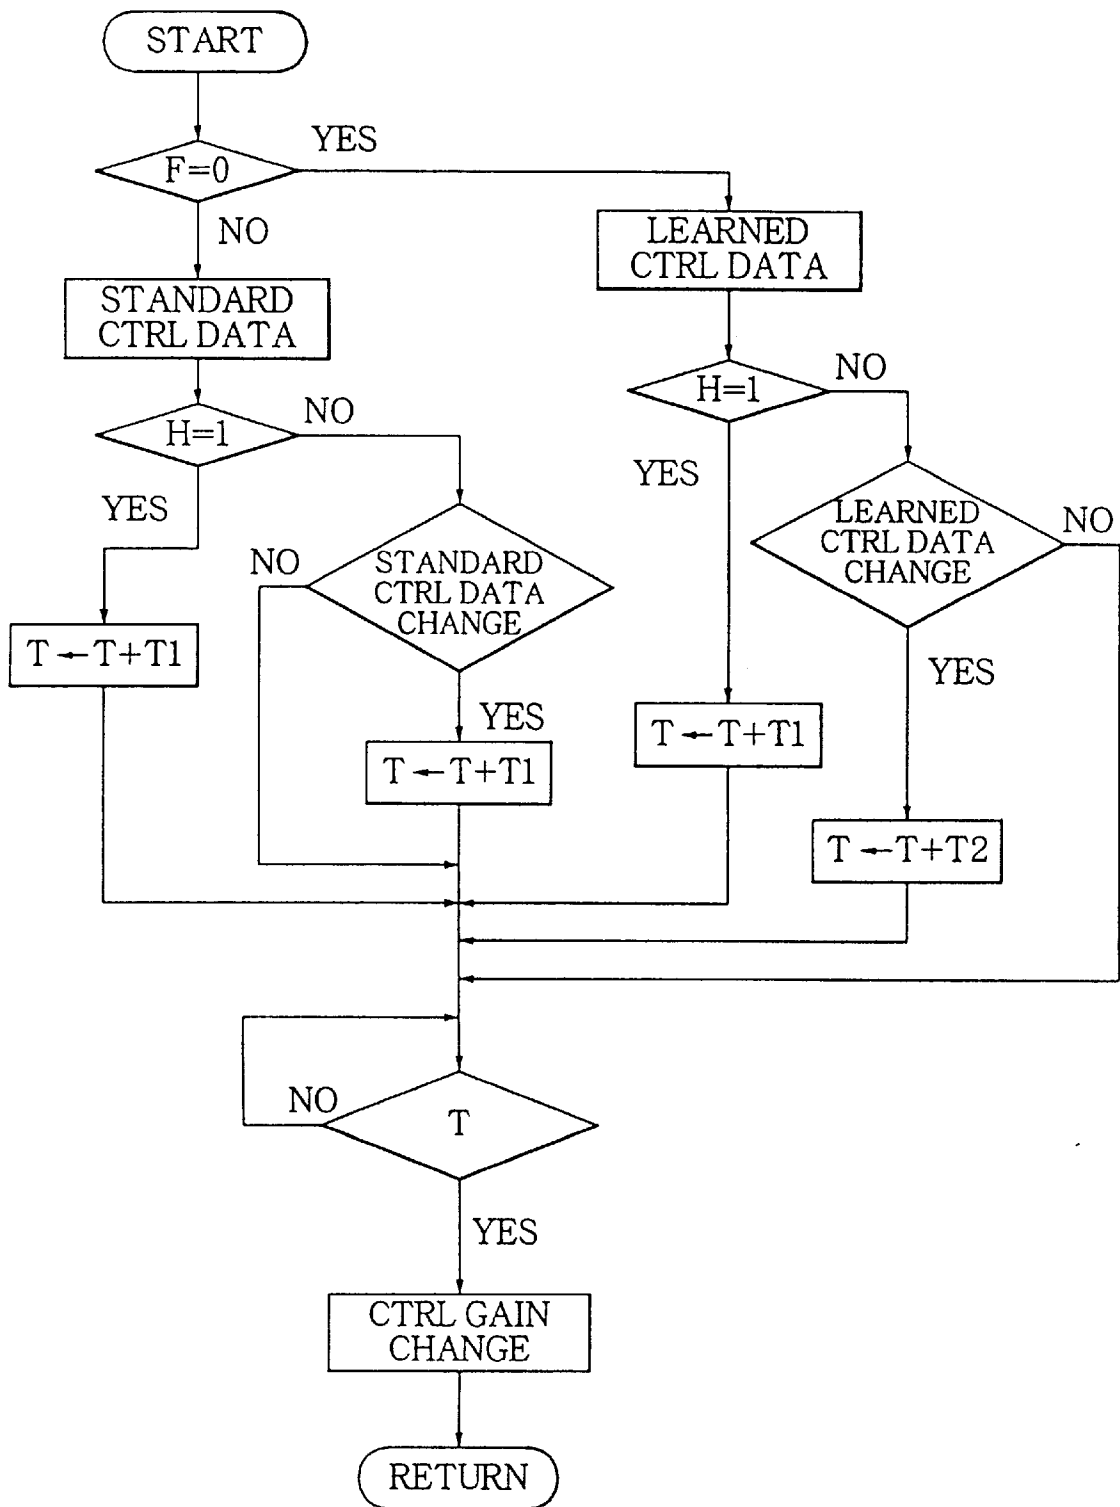 START
YES
F=0
NO
LEARNED
CTRL DATA
STANDARD
CTRL DATA
H=1
NO
H=1
NO
YES
YES
LEARNED
CTRL DATA
CHANGE
NO
NO
STANDARD
CTRL DATA
CHANGE
T←T+T1
YES
YES
T←T+T1
T←T+T1
T←T+T2
NO
T
YES
CTRL GAIN
CHANGE
RETURN